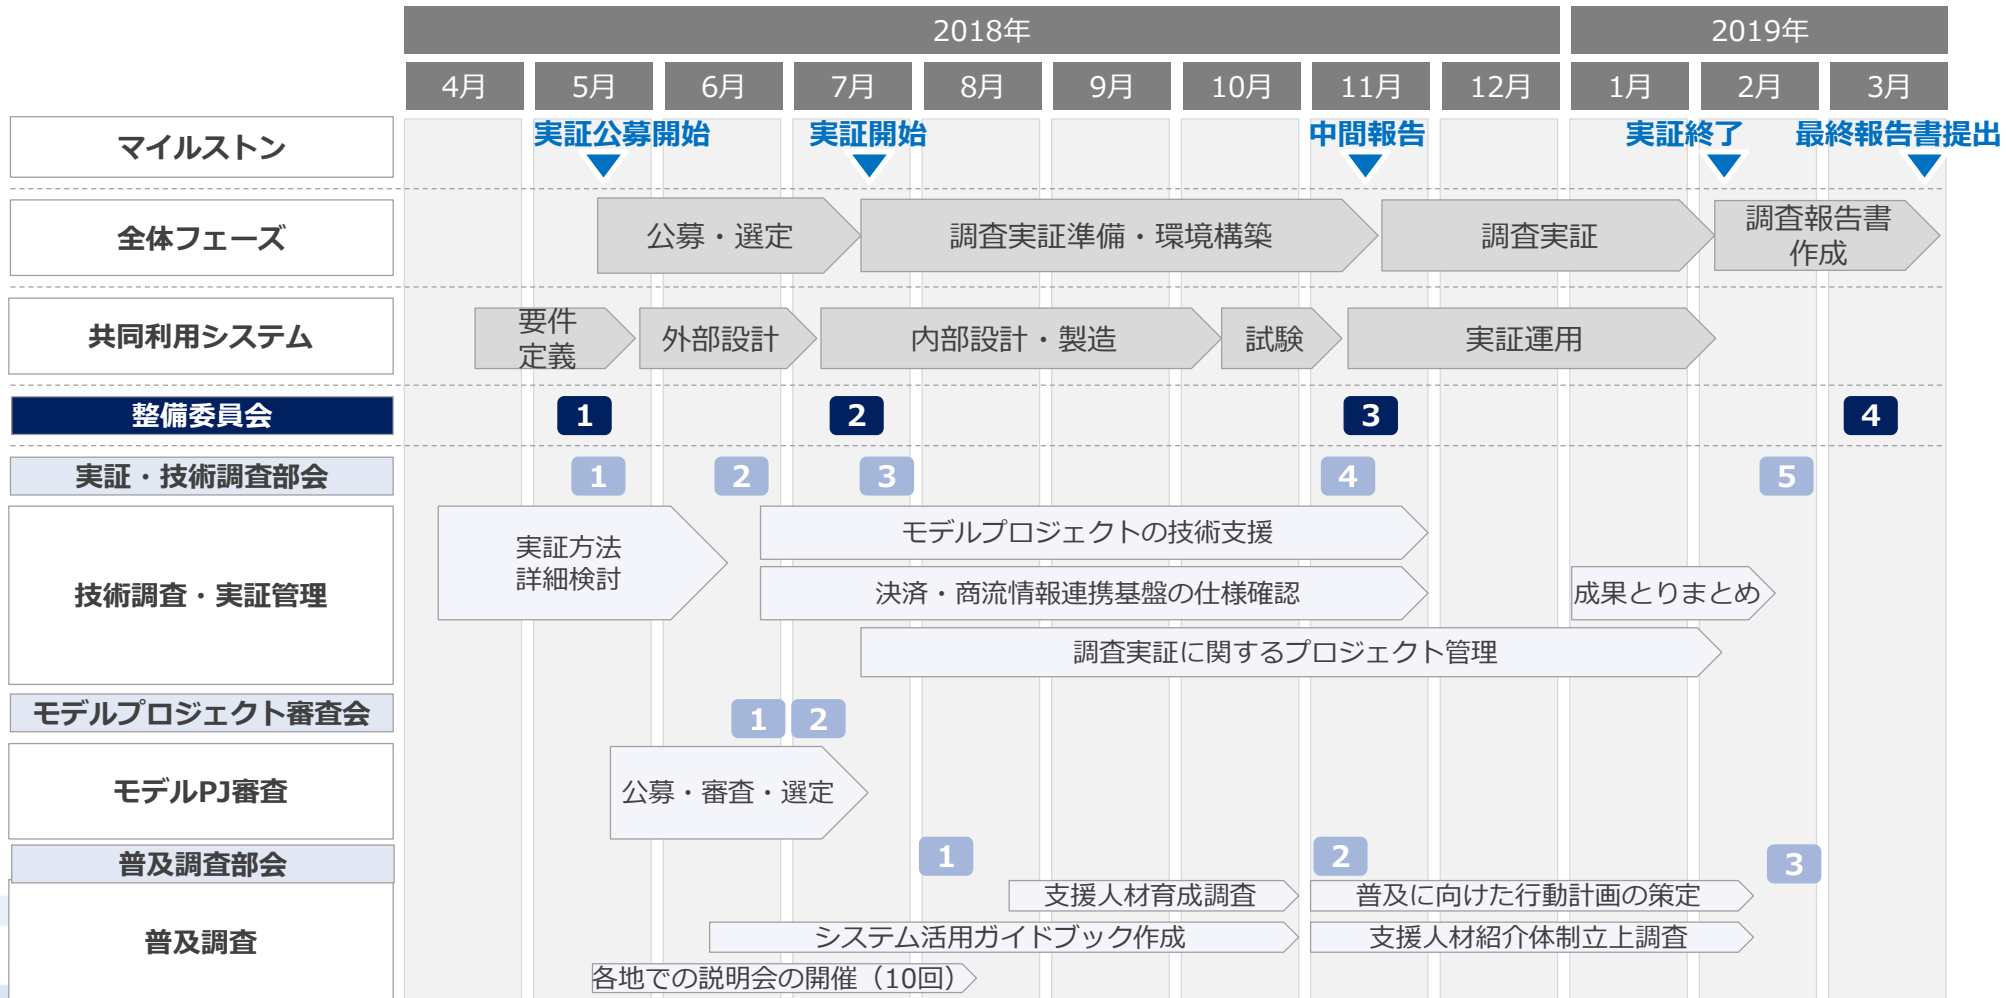 2018年
2019年
4月
5月
6月
7月
8月
9月
10月
11月
12月
1月
2月
3月
マイルストン
実証公募開始
実証開始
中間報告
実証終了
最終報告書提出
全体フェーズ
公募・選定
調査実証準備・環境構築
調査実証
調査報告書
作成
共同利用システム
要件
定義
外部設計
内部設計・製造
試験
実証運用
整備委員会
1
2
3
4
実証・技術調査部会
1
2
3
4
5
技術調査・実証管理
実証方法
詳細検討
モデルプロジェクトの技術支援
決済・商流情報連携基盤の仕様確認
成果とりまとめ
調査実証に関するプロジェクト管理
モデルプロジェクト審査会
1
2
モデルPJ審査
公募・審査・選定
普及調査部会
1
2
3
普及調査
支援人材育成調査
普及に向けた行動計画の策定
システム活用ガイドブック作成
支援人材紹介体制立上調査
各地での説明会の開催（10回）